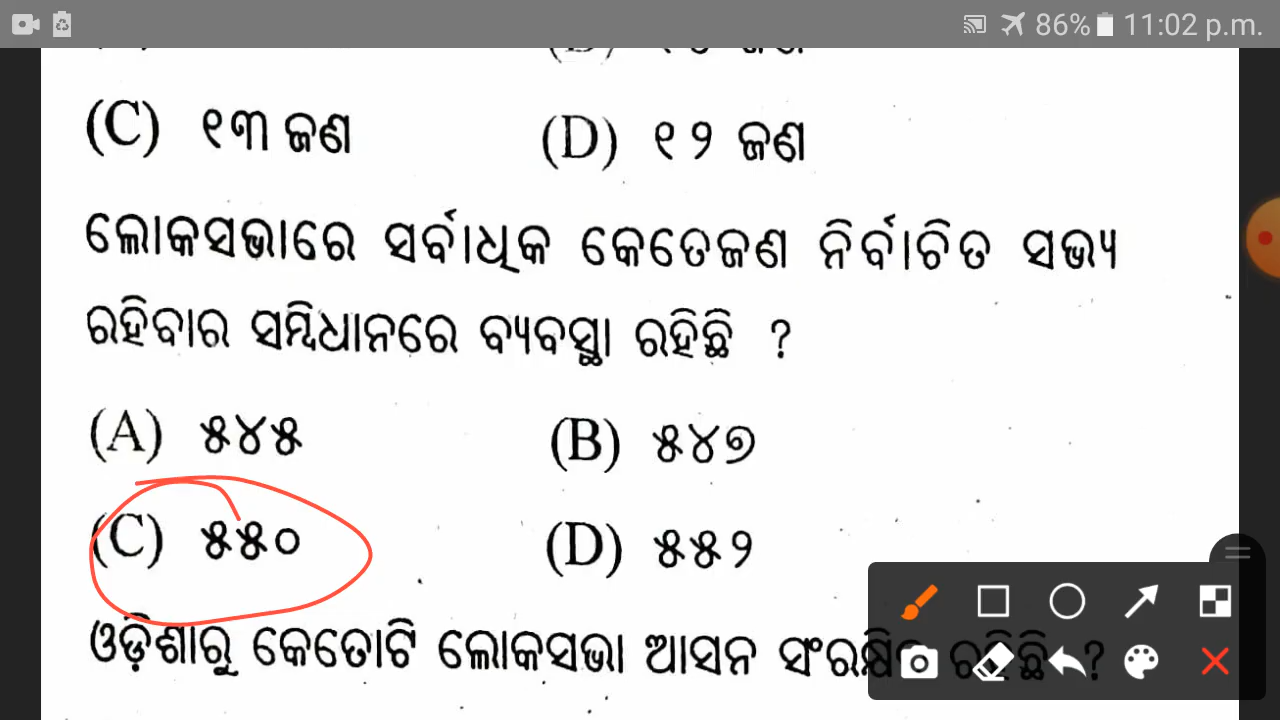 86% 11:02 p.m.
(C) ୧୩ ଜଣ (D) ୧୨ ଜଣ
ଲୋକସଭାରେ ସର୍ବାଧିକ କେତେଜଣ ନିର୍ବାଚିତ ସଭ୍ୟ
ରହିବାର ସମ୍ବିଧାନରେ ବ୍ୟବସ୍ଥା ରହିଛି ?
(A) ୫୪୫ (B) ୫୪୭
(C) ୫୫୦ (D) ୫୫୨
ଓଡ଼ିଶାରୁ କେତୋଟି ଲୋକସଭା ଆସନ ସଂରକ୍ଷିତ ରହିଛି ?